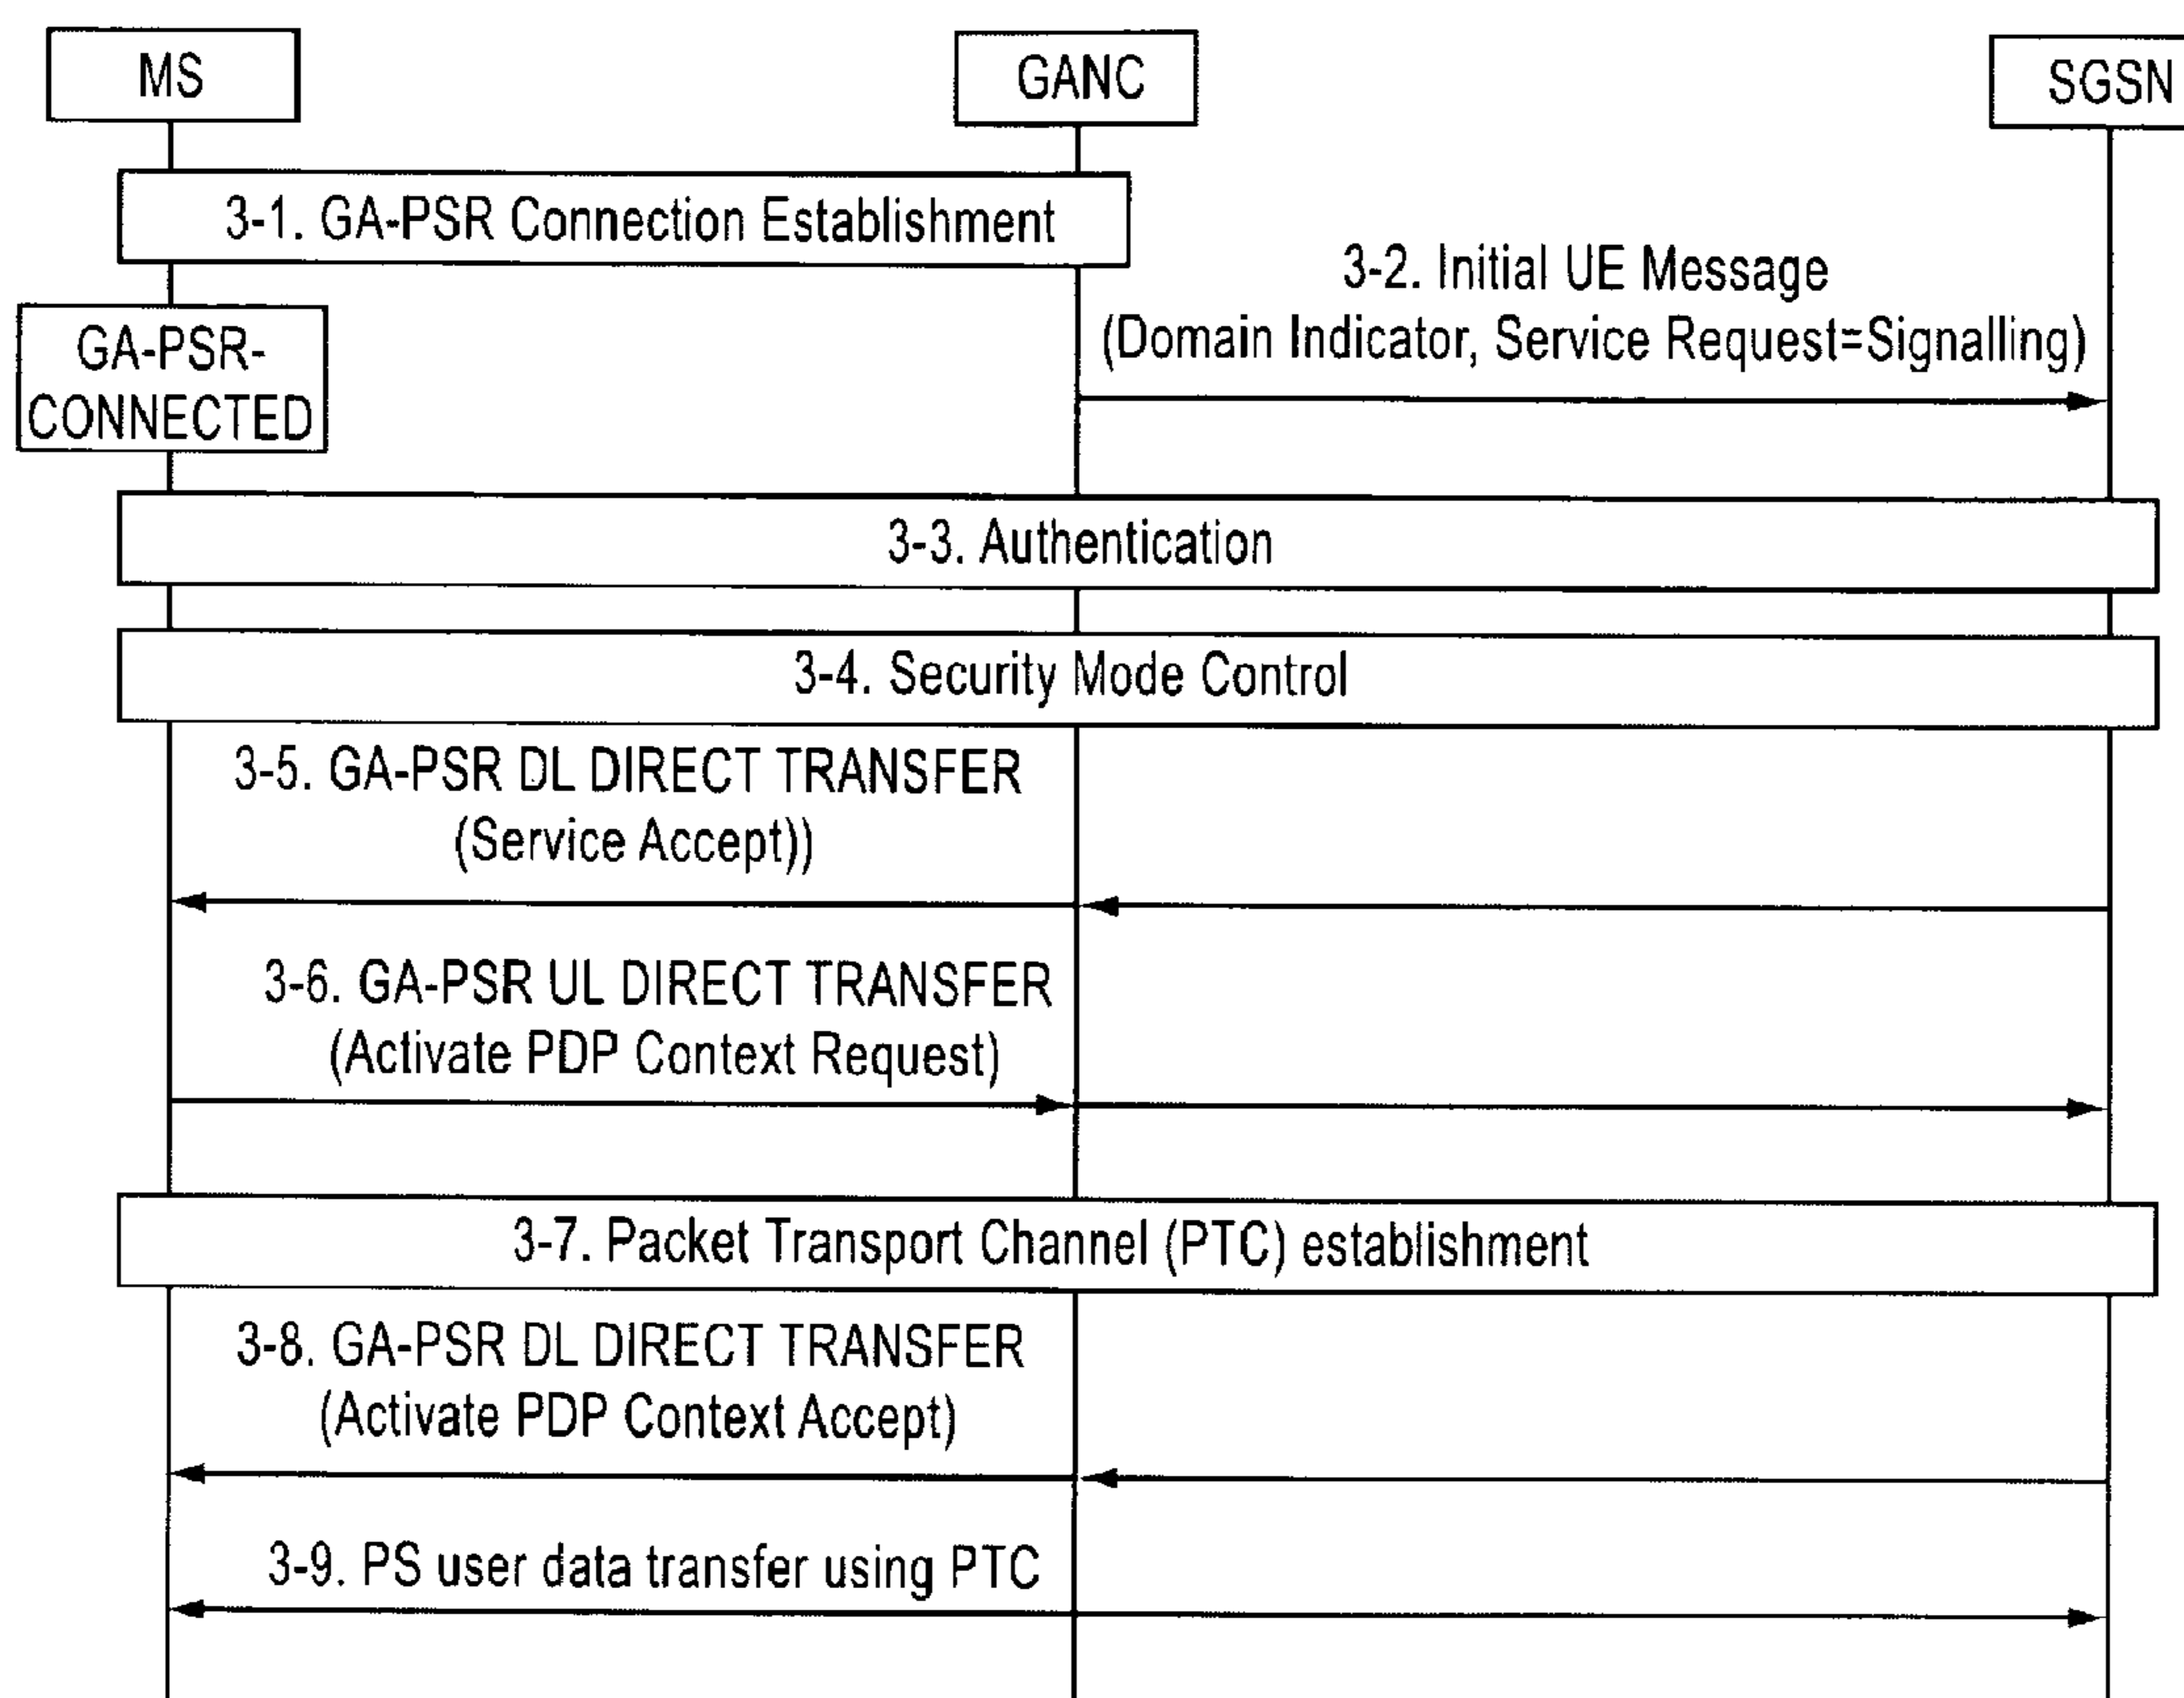 MS
GANC
SGSN
3-1. GA-PSR Connection Establishment
3-2. Initial UE Message
(Domain Indicator, Service Request=Signalling)
GA-PSR-
CONNECTED
3-3. Authentication
3-4. Security Mode Control
3-5. GA-PSR DL DIRECT TRANSFER
(Service Accept))
3-6. GA-PSR UL DIRECT TRANSFER
(Activate PDP Context Request)
3-7. Packet Transport Channel (PTC) establishment
3-8. GA-PSR DL DIRECT TRANSFER
(Activate PDP Context Accept)
3-9. PS user data transfer using PTC